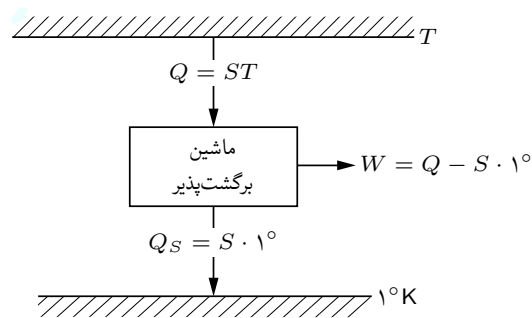 T
Q = ST
ماشین
برگشت‌پذیر
W = Q − S · ۱°
Q_S = S · ۱°
۱°K